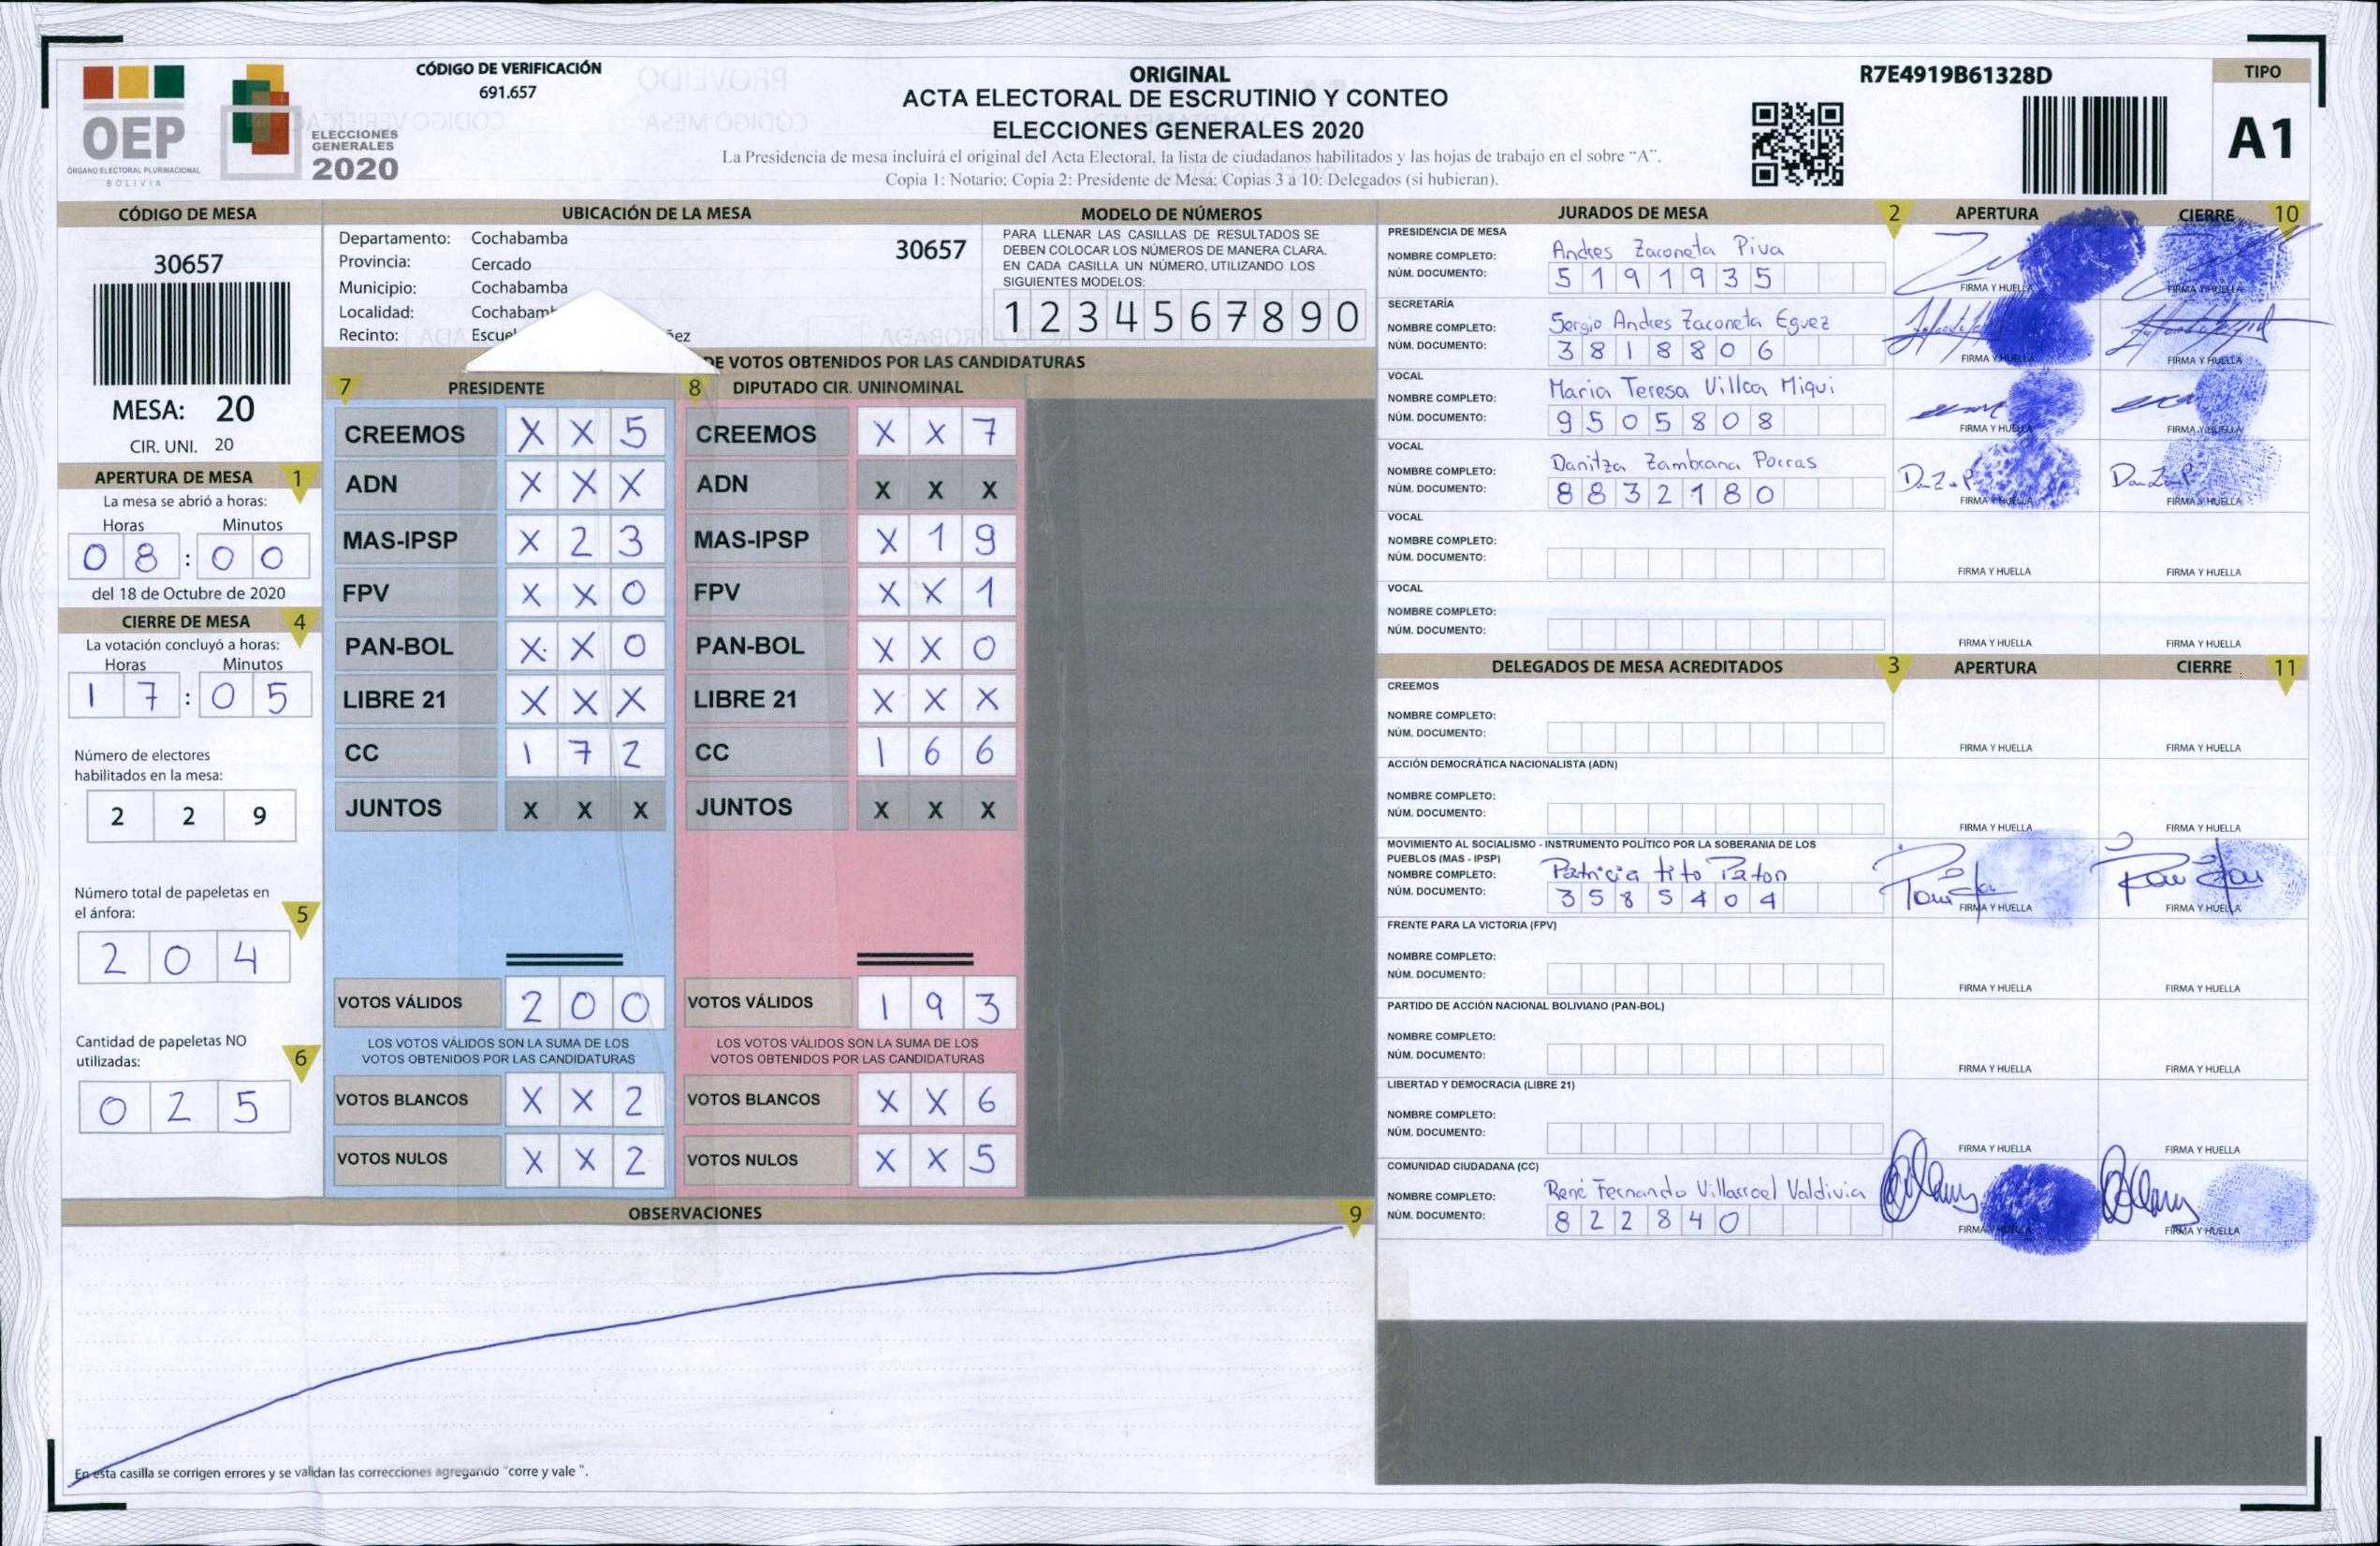 OEP
ÓRGANO ELECTORAL PLURINACIONAL
BOLIVIA
ELECCIONES
GENERALES
2020
CÓDIGO DE VERIFICACIÓN
691.657
ORIGINAL
ACTA ELECTORAL DE ESCRUTINIO Y CONTEO
ELECCIONES GENERALES 2020
La Presidencia de mesa incluirá el original del Acta Electoral, la lista de ciudadanos habilitados y las hojas de trabajo en el sobre "A".
Copia 1: Notario; Copia 2: Presidente de Mesa; Copias 3 a 10: Delegados (si hubieran).
R7E4919B61328D
TIPO
A1
CÓDIGO DE MESA
30657
MESA: 20
CIR. UNI. 20
APERTURA DE MESA 1
La mesa se abrió a horas:
Horas Minutos
0 8 : 0 0
del 18 de Octubre de 2020
CIERRE DE MESA 4
La votación concluyó a horas:
Horas Minutos
1 7 : 0 5
Número de electores
habilitados en la mesa:
2 2 9
Número total de papeletas en
el ánfora: 5
2 0 4
Cantidad de papeletas NO
utilizadas: 6
0 2 5
UBICACIÓN DE LA MESA
Departamento: Cochabamba 30657
Provincia: Cercado
Municipio: Cochabamba
Localidad:
Recinto:
MODELO DE NÚMEROS
PARA LLENAR LAS CASILLAS DE RESULTADOS SE
DEBEN COLOCAR LOS NÚMEROS DE MANERA CLARA.
EN CADA CASILLA UN NÚMERO, UTILIZANDO LOS
SIGUIENTES MODELOS:
1 2 3 4 5 6 7 8 9 0
DE VOTOS OBTENIDOS POR LAS CANDIDATURAS
7 PRESIDENTE
CREEMOS X X 5
ADN X X X
MAS-IPSP X 2 3
FPV X X 0
PAN-BOL X X 0
LIBRE 21 X X X
CC 1 7 2
JUNTOS X X X
VOTOS VÁLIDOS 2 0 0
LOS VOTOS VÁLIDOS SON LA SUMA DE LOS
VOTOS OBTENIDOS POR LAS CANDIDATURAS
VOTOS BLANCOS X X 2
VOTOS NULOS X X 2
8 DIPUTADO CIR. UNINOMINAL
CREEMOS X X 7
ADN X X X
MAS-IPSP X 1 9
FPV X X 1
PAN-BOL X X 0
LIBRE 21 X X X
CC 1 6 6
JUNTOS X X X
VOTOS VÁLIDOS 1 9 3
LOS VOTOS VÁLIDOS SON LA SUMA DE LOS
VOTOS OBTENIDOS POR LAS CANDIDATURAS
VOTOS BLANCOS X X 6
VOTOS NULOS X X 5
OBSERVACIONES 9
En esta casilla se corrigen errores y se validan las correcciones agregando "corre y vale ".
JURADOS DE MESA 2 APERTURA CIERRE 10
PRESIDENCIA DE MESA
NOMBRE COMPLETO: Andres Zaconeta Piva
NÚM. DOCUMENTO: 5 1 9 1 9 3 5
FIRMA Y HUELLA FIRMA Y HUELLA
SECRETARÍA
NOMBRE COMPLETO: Sergio Andres Zaconeta Eguez
NÚM. DOCUMENTO: 3 8 1 8 8 0 6
FIRMA Y HUELLA FIRMA Y HUELLA
VOCAL
NOMBRE COMPLETO: Maria Teresa Villca Miqui
NÚM. DOCUMENTO: 9 5 0 5 8 0 8
FIRMA Y HUELLA FIRMA Y HUELLA
VOCAL
NOMBRE COMPLETO: Danitza Zambrana Porras
NÚM. DOCUMENTO: 8 8 3 2 1 8 0
FIRMA Y HUELLA FIRMA Y HUELLA
VOCAL
NOMBRE COMPLETO:
NÚM. DOCUMENTO:
FIRMA Y HUELLA FIRMA Y HUELLA
VOCAL
NOMBRE COMPLETO:
NÚM. DOCUMENTO:
FIRMA Y HUELLA FIRMA Y HUELLA
DELEGADOS DE MESA ACREDITADOS 3 APERTURA CIERRE 11
CREEMOS
NOMBRE COMPLETO:
NÚM. DOCUMENTO:
FIRMA Y HUELLA FIRMA Y HUELLA
ACCIÓN DEMOCRÁTICA NACIONALISTA (ADN)
NOMBRE COMPLETO:
NÚM. DOCUMENTO:
FIRMA Y HUELLA FIRMA Y HUELLA
MOVIMIENTO AL SOCIALISMO - INSTRUMENTO POLÍTICO POR LA SOBERANIA DE LOS
PUEBLOS (MAS - IPSP)
NOMBRE COMPLETO: Patricia tito Paton
NÚM. DOCUMENTO: 3 5 8 5 4 0 4
FIRMA Y HUELLA FIRMA Y HUELLA
FRENTE PARA LA VICTORIA (FPV)
NOMBRE COMPLETO:
NÚM. DOCUMENTO:
FIRMA Y HUELLA FIRMA Y HUELLA
PARTIDO DE ACCIÓN NACIONAL BOLIVIANO (PAN-BOL)
NOMBRE COMPLETO:
NÚM. DOCUMENTO:
FIRMA Y HUELLA FIRMA Y HUELLA
LIBERTAD Y DEMOCRACIA (LIBRE 21)
NOMBRE COMPLETO:
NÚM. DOCUMENTO:
FIRMA Y HUELLA FIRMA Y HUELLA
COMUNIDAD CIUDADANA (CC)
NOMBRE COMPLETO: René Fernando Villarroel Valdivia
NÚM. DOCUMENTO: 8 2 2 8 4 0
FIRMA Y HUELLA FIRMA Y HUELLA